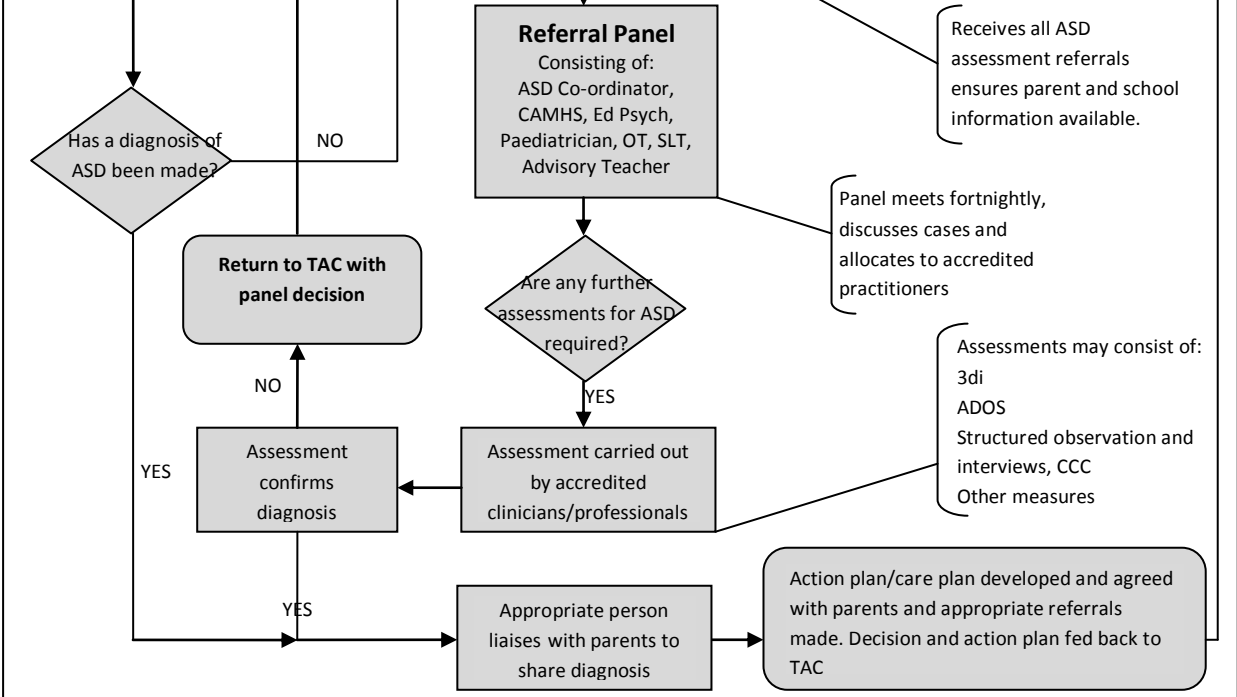 Referral Panel
Consisting of:
ASD Co-ordinator,
CAMHS, Ed Psych,
Paediatrician, OT, SLT,
Advisory Teacher
Receives all ASD
assessment referrals
ensures parent and school
information available.
Has a diagnosis of
ASD been made?
NO
Panel meets fortnightly,
discusses cases and
allocates to accredited
practitioners
Return to TAC with
panel decision
Are any further
assessments for ASD
required?
NO
YES
Assessments may consist of:
3di
ADOS
Structured observation and
interviews, CCC
Other measures
YES
Assessment
confirms
diagnosis
Assessment carried out
by accredited
clinicians/professionals
YES
Appropriate person
liaises with parents to
share diagnosis
Action plan/care plan developed and agreed
with parents and appropriate referrals
made. Decision and action plan fed back to
TAC